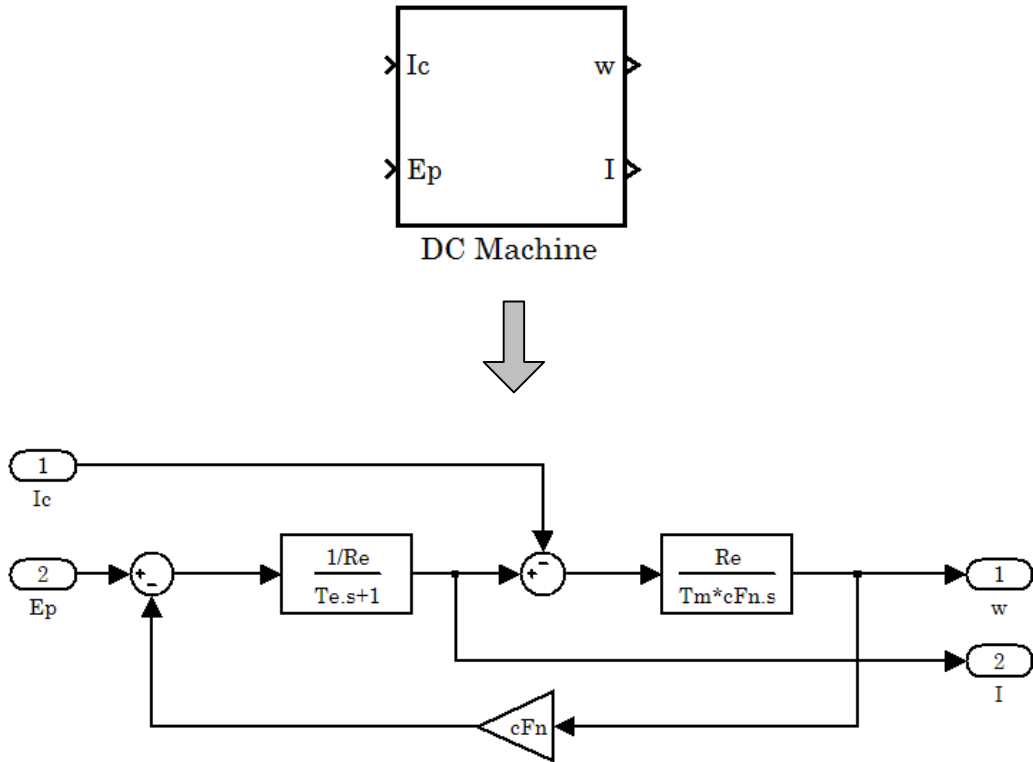 Ic
w
Ep
I
DC Machine
1
Ic
2
Ep
+
-
1/Re
Te.s+1
+
-
Re
Tm*cFn.s
1
w
2
I
cFn